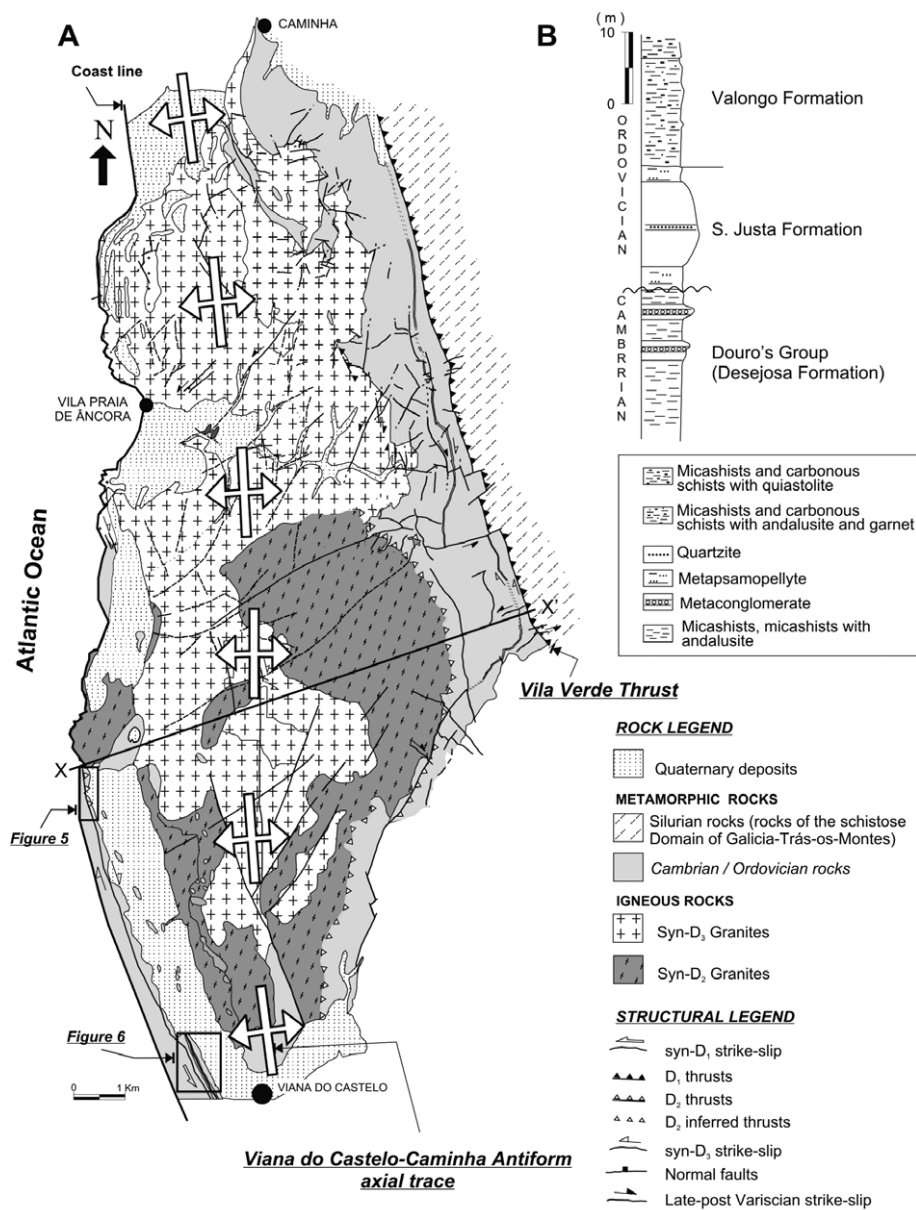 A
CAMINHA
Coast line
N
VILA PRAIA
DE ÂNCORA
Atlantic Ocean
X'
Vila Verde Thrust
X
Figure 5
Figure 6
0 1 Km
VIANA DO CASTELO
Viana do Castelo-Caminha Antiform
axial trace
B
( m )
10
0
ORDOVICIAN
CAMBRIAN
Valongo Formation
S. Justa Formation
Douro's Group
(Desejosa Formation)
Micashists and carbonous
schists with quiastolite
Micashists and carbonous
schists with andalusite and garnet
Quartzite
Metapsamopellyte
Metaconglomerate
Micashists, micashists with
andalusite
ROCK LEGEND
Quaternary deposits
METAMORPHIC ROCKS
Silurian rocks (rocks of the schistose
Domain of Galicia-Trás-os-Montes)
Cambrian / Ordovician rocks
IGNEOUS ROCKS
Syn-D3 Granites
Syn-D2 Granites
STRUCTURAL LEGEND
syn-D1 strike-slip
D1 thrusts
D2 thrusts
D2 inferred thrusts
syn-D3 strike-slip
Normal faults
Late-post Variscian strike-slip